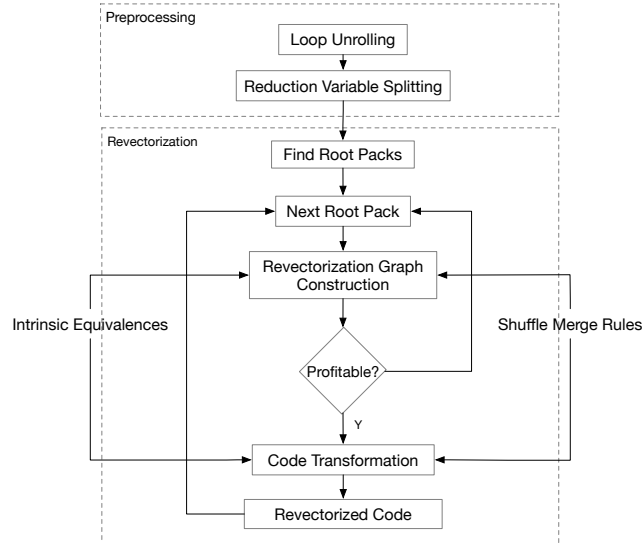 Preprocessing
Loop Unrolling
Reduction Variable Splitting
Revectorization
Find Root Packs
Next Root Pack
Revectorization Graph
Construction
Intrinsic Equivalences
Shuffle Merge Rules
Profitable?
Y
Code Transformation
Revectorized Code